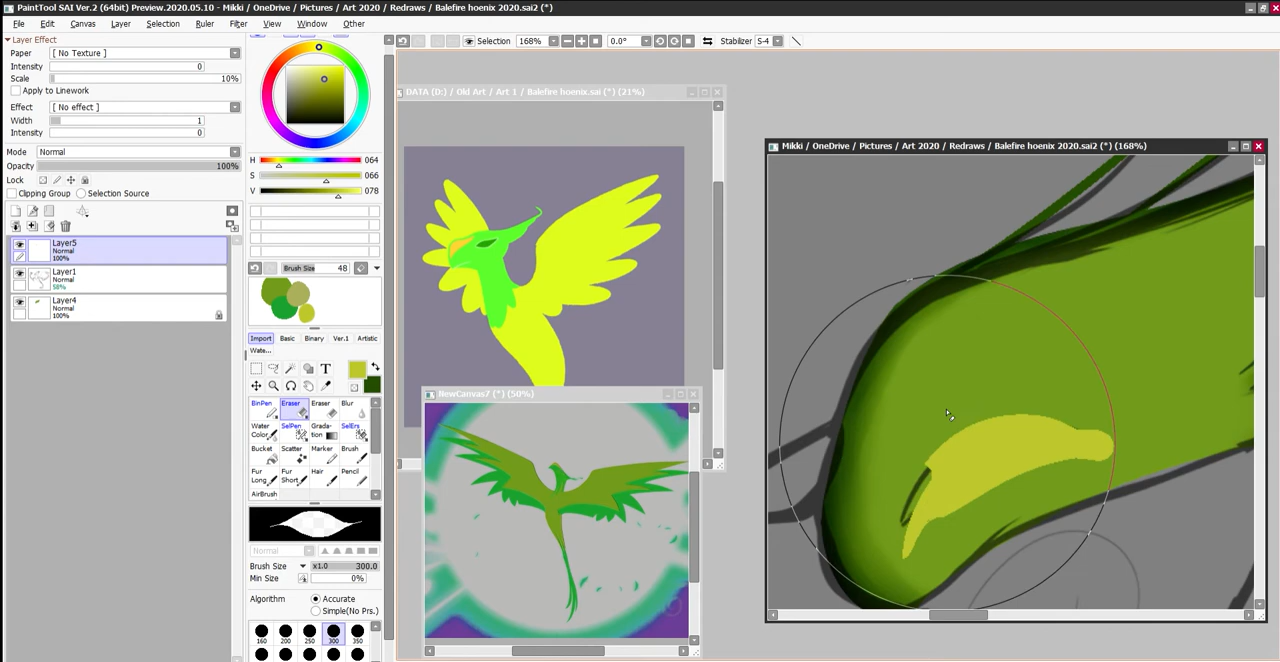 PaintTool SAI Ver.2 (64bit) Preview.2020.05.10 - Mikki / OneDrive / Pictures / Art 2020 / Redraws / Balefire hoenix 2020.sai2 (*)
File Edit Canvas Layer Selection Ruler Filter View Window Other
Layer Effect
Paper [ No Texture ]
Intensity 0
Scale 10%
Apply to Linework
Effect [ No effect ]
Width 1
Intensity 0
Mode Normal
Opacity 100%
Lock
Clipping Group Selection Source
Layer5
Normal
100%
Layer1
Normal
58%
Layer4
Normal
100%
H 064
S 066
V 078
Brush Size 48
Import Basic Binary Ver.1 Artistic
Wate...
T
BinPen Eraser Eraser Blur
Water Color SelPen Grada-tion SelErs
Bucket Scatter Marker Brush
Fur Long Fur Short Hair Pencil
AirBrush
Normal
Brush Size x1.0 300.0
Min Size 0%
Algorithm Accurate
Simple(No Prs.)
160 200 250 300 350
Selection 168% 0.0° Stabilizer S-4
DATA (D:) / Old Art / Art 1 / Balefire hoenix.sai (*) (21%)
NewCanvas7 (*) (50%)
Mikki / OneDrive / Pictures / Art 2020 / Redraws / Balefire hoenix 2020.sai2 (*) (168%)